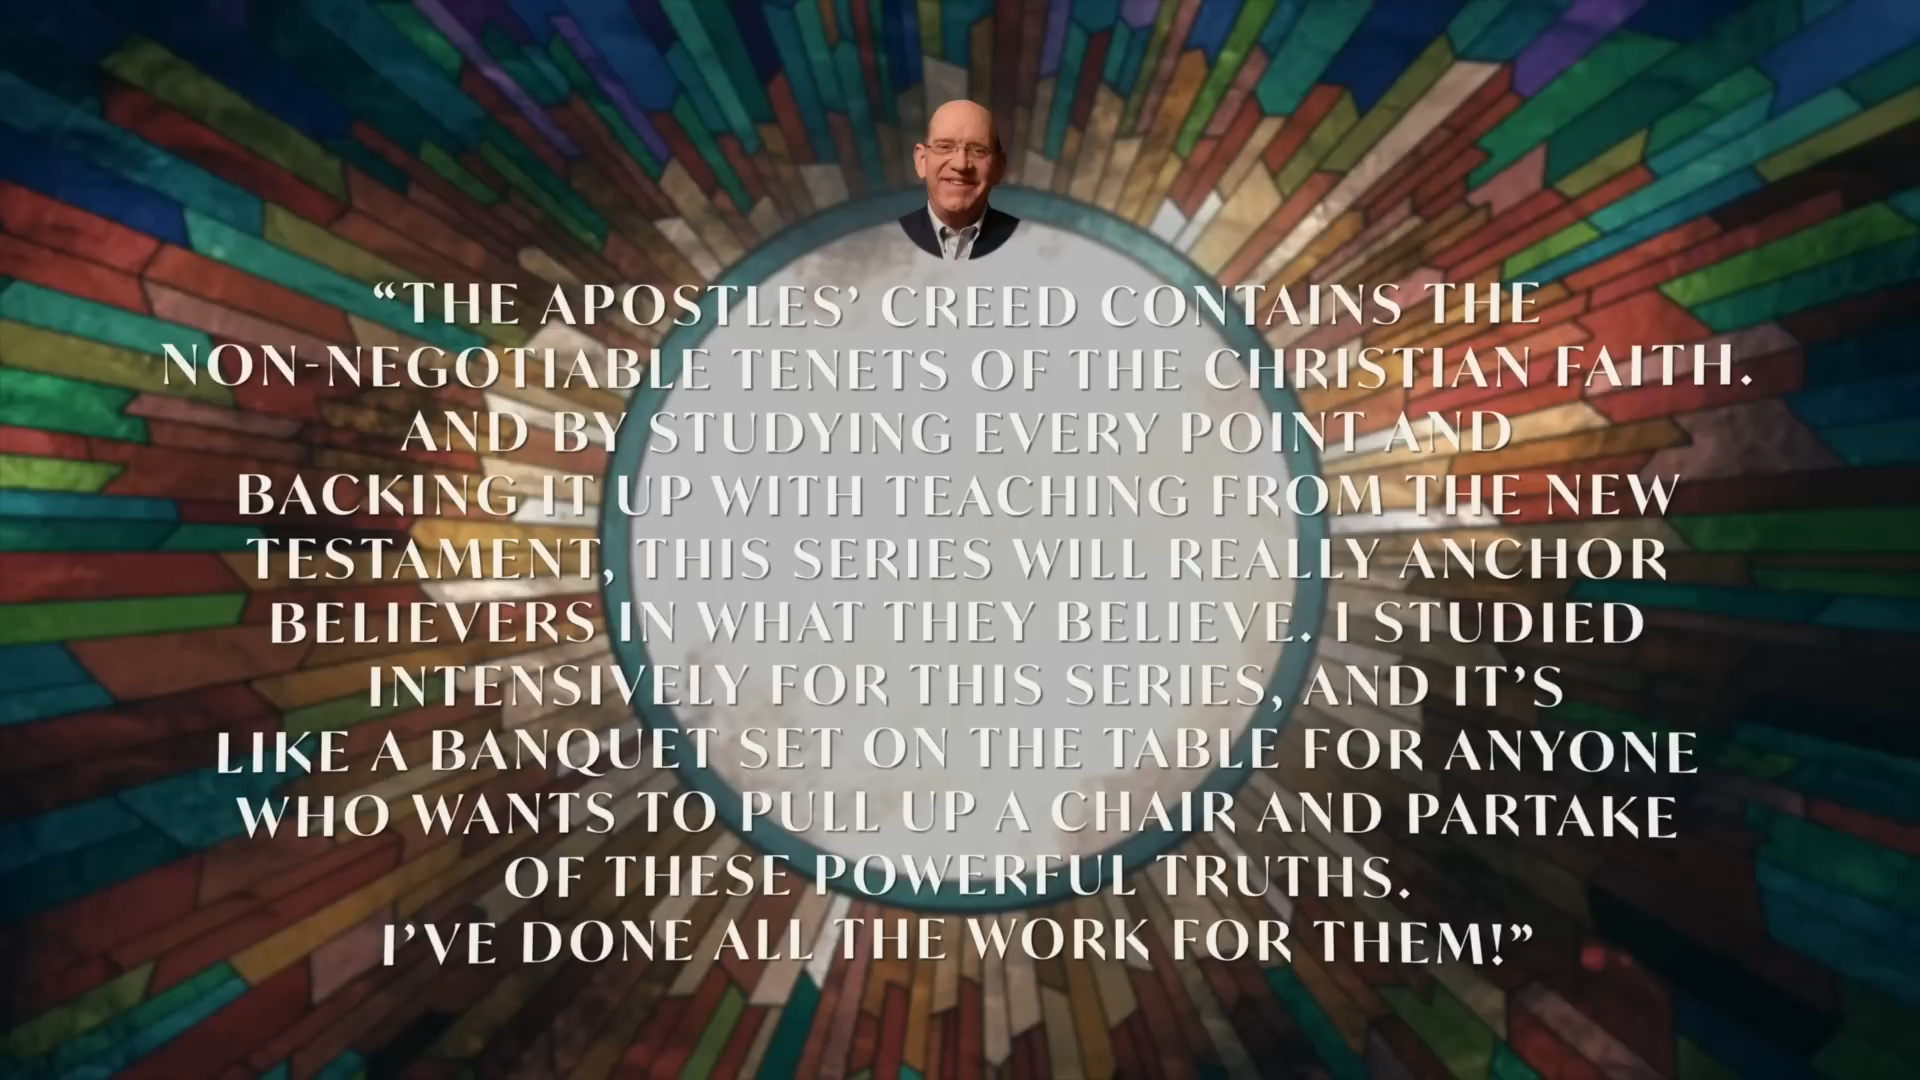 “THE APOSTLES’ CREED CONTAINS THE
NON-NEGOTIABLE TENETS OF THE CHRISTIAN FAITH.
AND BY STUDYING EVERY POINT AND
BACKING IT UP WITH TEACHING FROM THE NEW
TESTAMENT, THIS SERIES WILL REALLY ANCHOR
BELIEVERS IN WHAT THEY BELIEVE. I STUDIED
INTENSIVELY FOR THIS SERIES, AND IT’S
LIKE A BANQUET SET ON THE TABLE FOR ANYONE
WHO WANTS TO PULL UP A CHAIR AND PARTAKE
OF THESE POWERFUL TRUTHS.
I’VE DONE ALL THE WORK FOR THEM!”